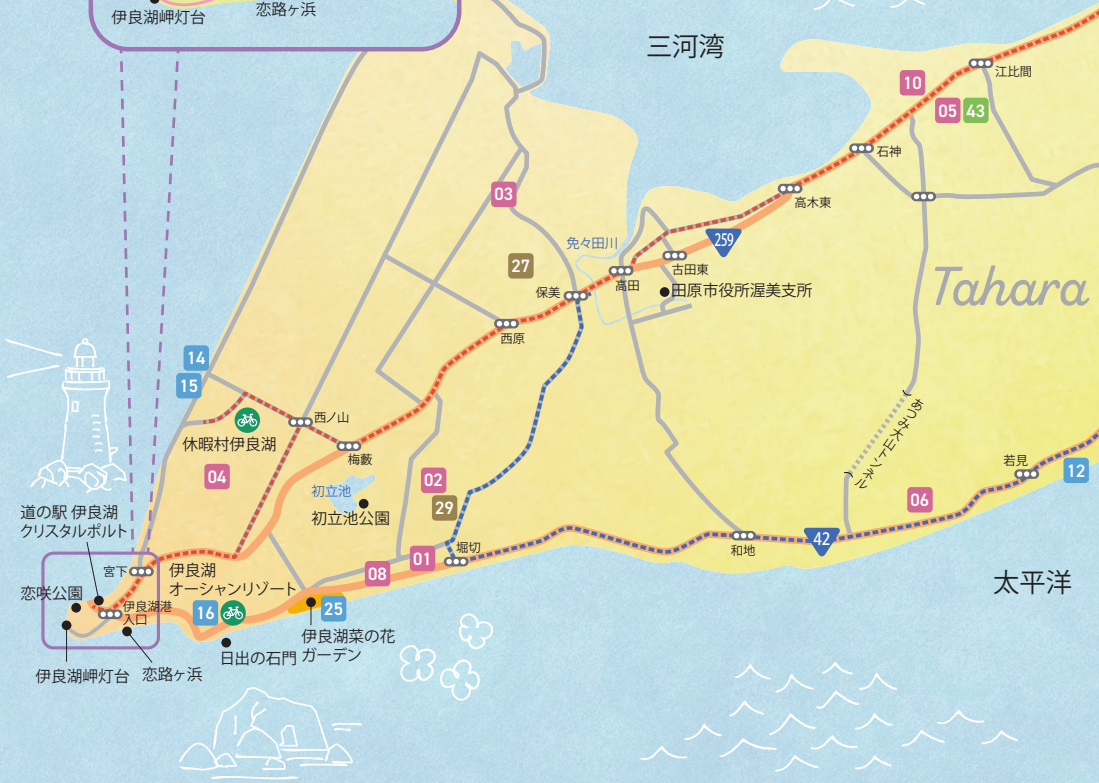 伊良湖岬灯台
恋路ヶ浜
三河湾
江比間
10
05
43
石神
03
高木東
259
免々田川
27
古田東
高田
保美
田原市役所渥美支所
Tahara
西原
14
15
西ノ山
休暇村伊良湖
梅藪
04
02
初立池
29
初立池公園
あつみ大山トンネル
若見
12
06
道の駅 伊良湖
クリスタルポルト
堀切
和地
42
01
08
宮下
伊良湖
オーシャンリゾート
太平洋
恋咲公園
伊良湖港
入口
16
25
伊良湖菜の花
ガーデン
日出の石門
伊良湖岬灯台
恋路ヶ浜